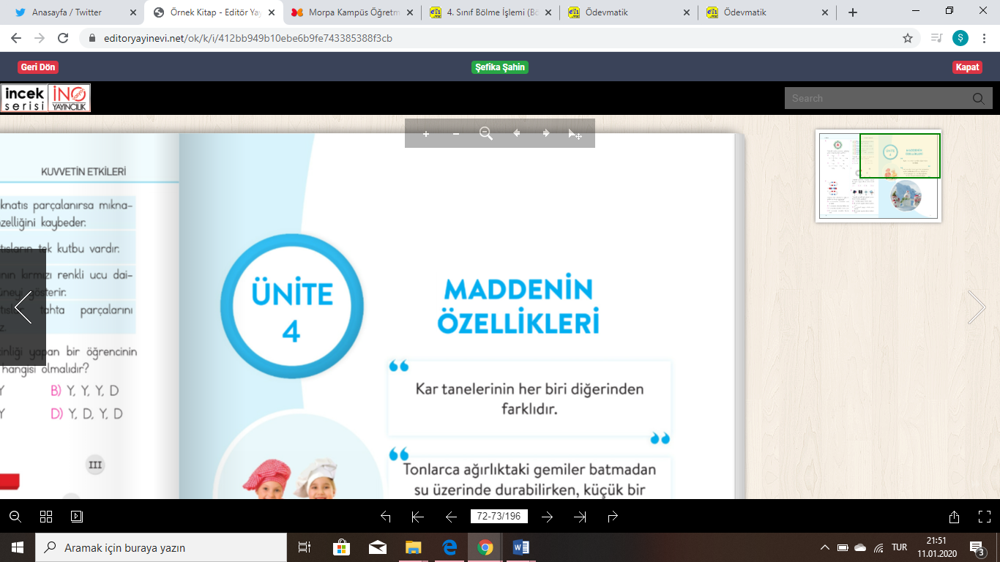 Anasayfa / Twitter
Örnek Kitap - Editör Ya
Morpa Kampüs Öğretm
4. Sınıf Bölme İşlemi (Bö
Ödevmatik
Ödevmatik
editoryayinevi.net/ok/k/i/412bb949b10ebe6b9fe743385388f3cb
Ş
Geri Dön
Şefika Şahin
Kapat
incek
serisi
İNO
YAYINCILIK
Search
KUVVETİN ETKİLERİ
knatıs parçalanırsa mıkna-
zelliğini kaybeder.
tısların tek kutbu vardır.
nın kırmızı renkli ucu dai-
üneyi gösterir.
tıslar tahta parçalarını
z.
inliği yapan bir öğrencinin
hangisi olmalıdır?
Y B) Y, Y, Y, D
Y D) Y, D, Y, D
III
ÜNİTE
4
MADDENİN
ÖZELLİKLERİ
Kar tanelerinin her biri diğerinden
farklıdır.
Tonlarca ağırlıktaki gemiler batmadan
su üzerinde durabilirken, küçük bir
72-73/196
Aramak için buraya yazın
TUR
21:51
11.01.2020
3